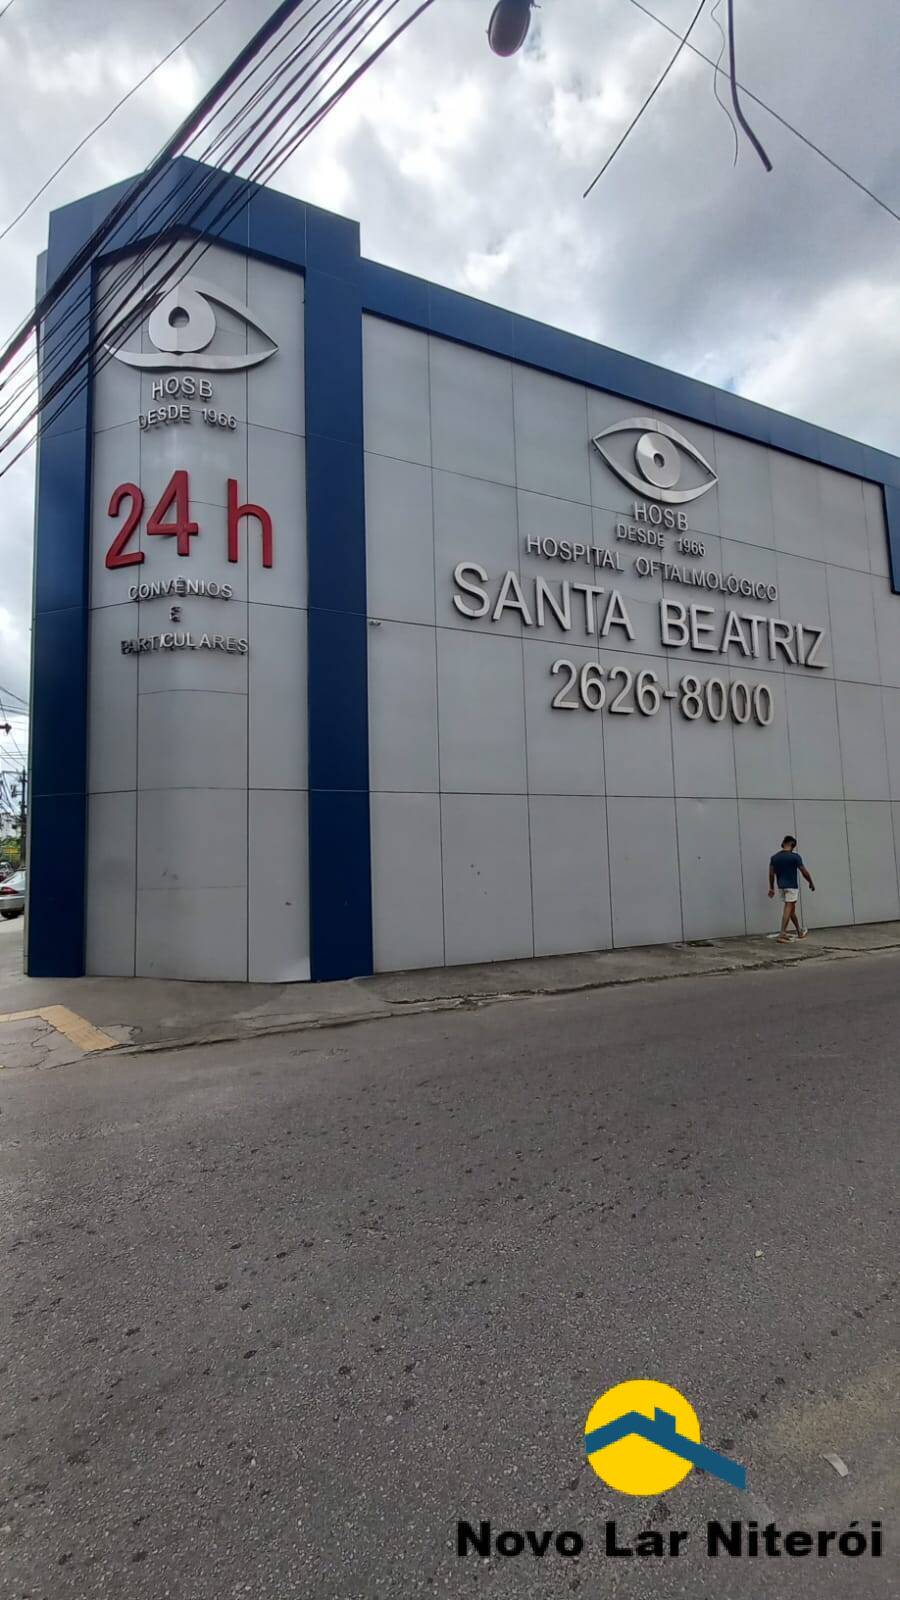 HOSB
DESDE 1966
24 h
CONVÊNIOS
E
PARTICULARES
HOSB
DESDE 1966
HOSPITAL OFTALMOLÓGICO
SANTA BEATRIZ
2626-8000
Novo Lar Niterói